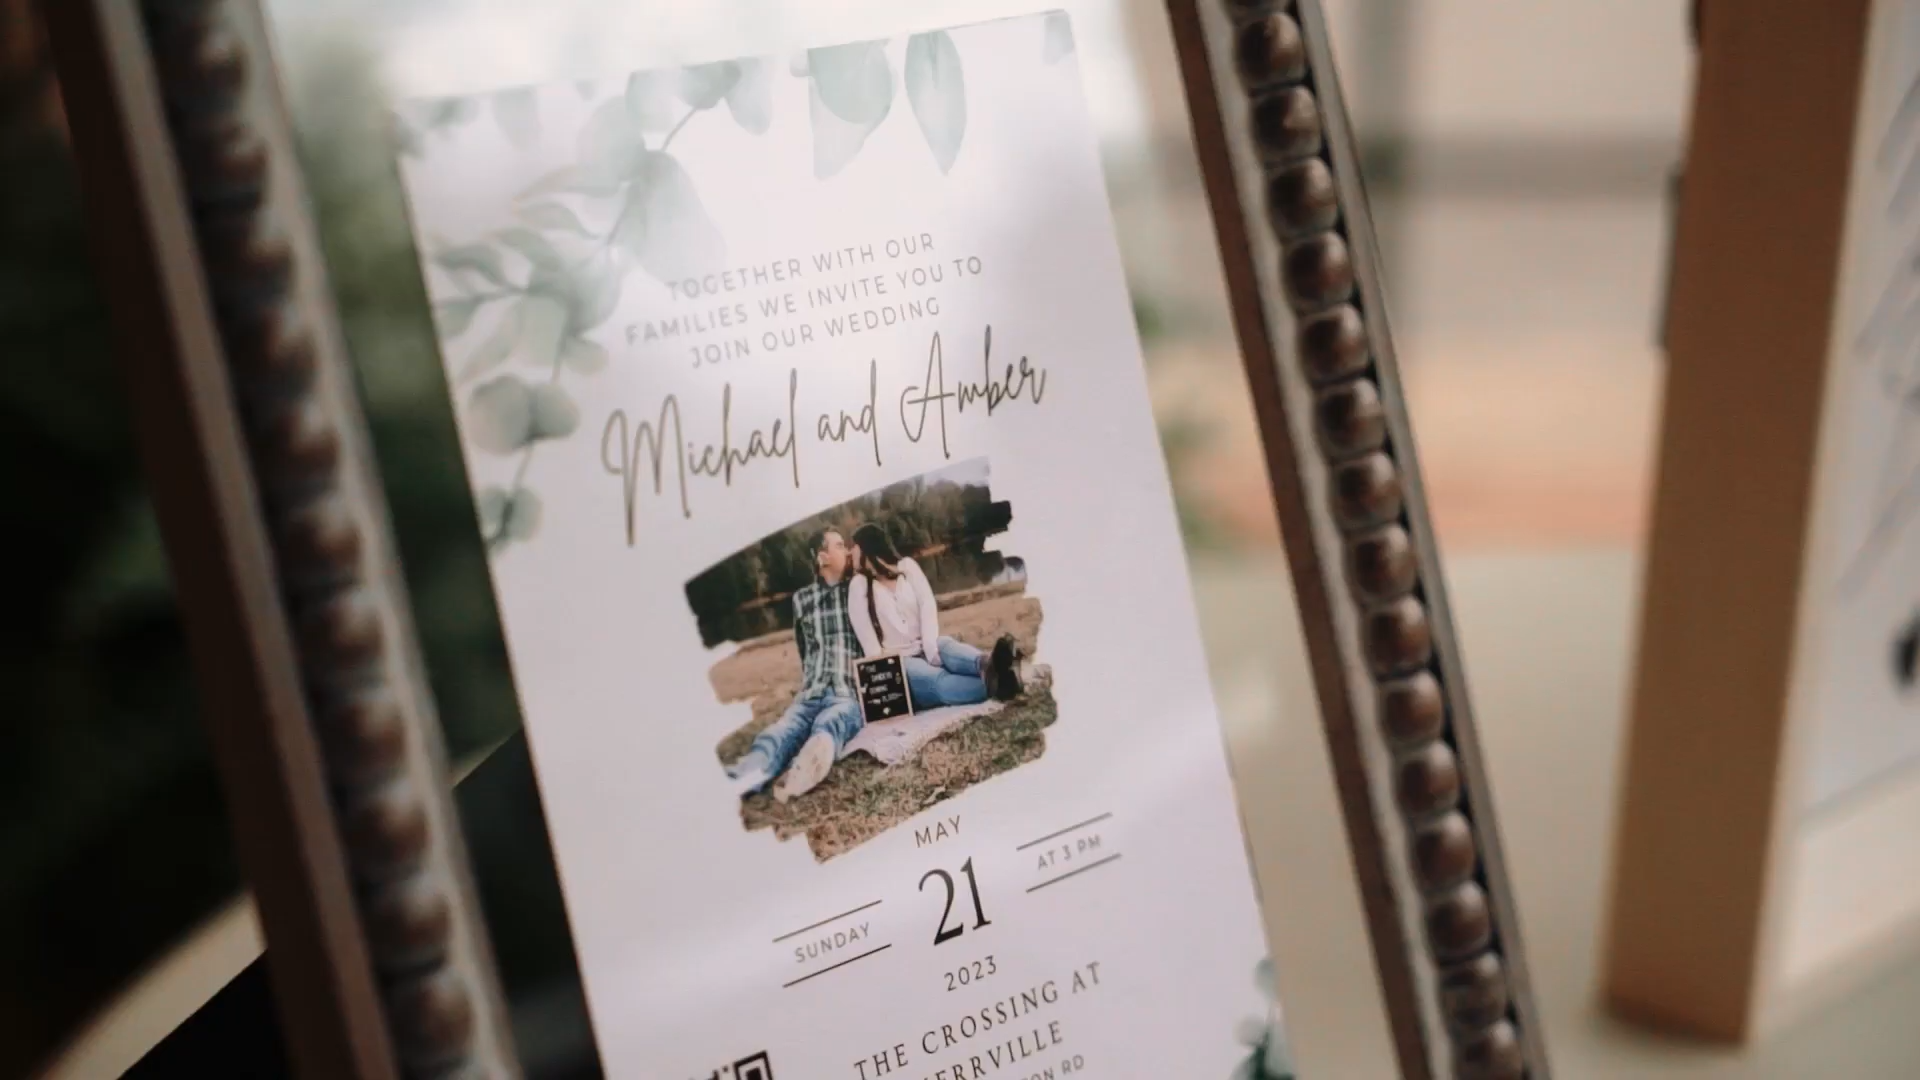 TOGETHER WITH OUR
FAMILIES WE INVITE YOU TO
JOIN OUR WEDDING
Michael and Amber
MAY
SUNDAY 21 AT 3 PM
2023
THE CROSSING AT